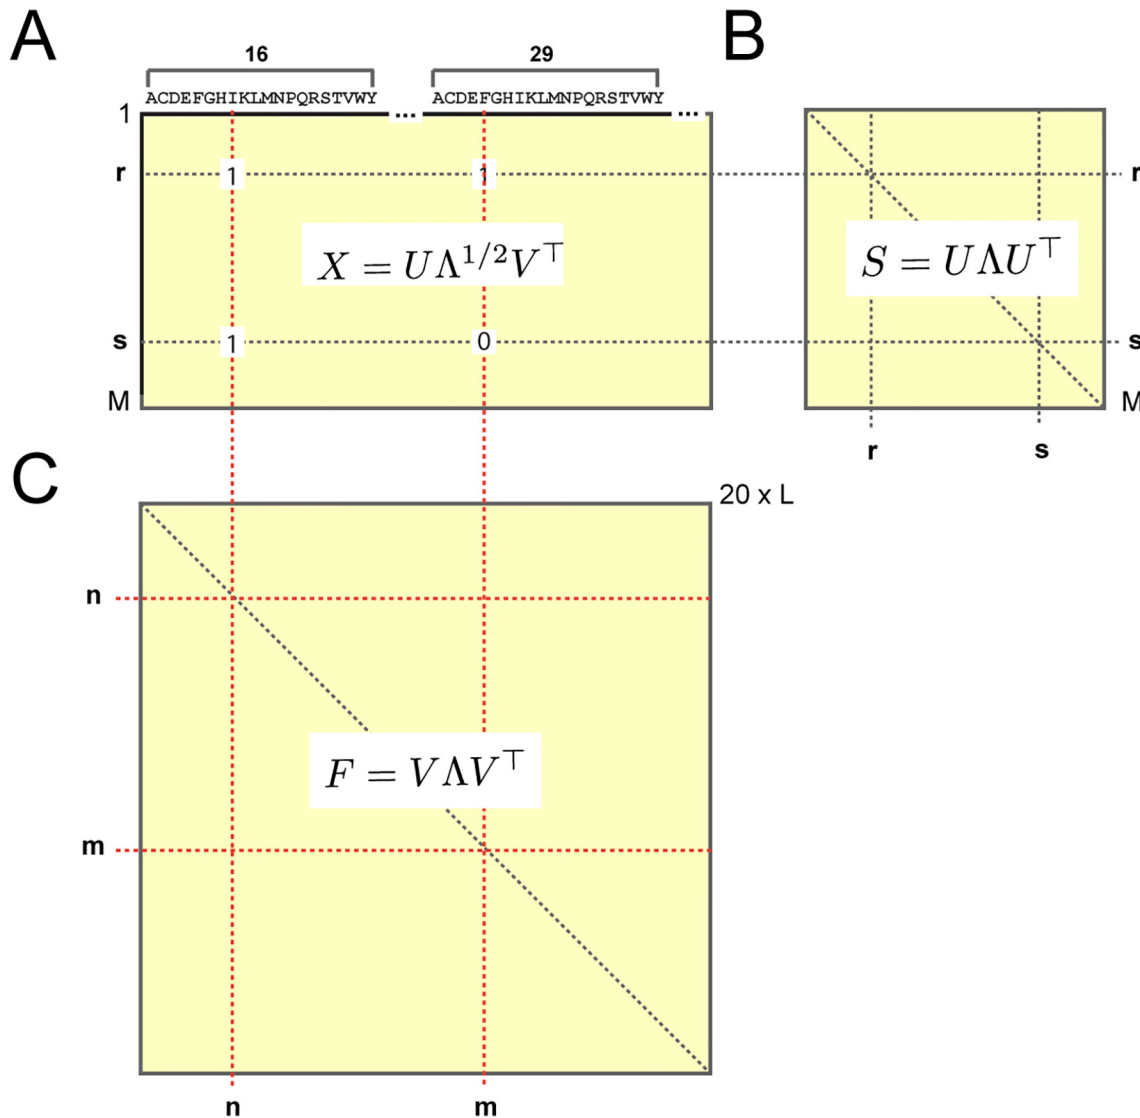 A
B
16
29
ACDEFGHIKLMNPQRSTVWY
...
ACDEFGHIKLMNPQRSTVWY
...
1
r
1
1
r
X = UΛ^{1/2}V^⊤
S = UΛU^⊤
s
1
0
s
M
M
r
s
C
20 x L
n
F = VΛV^⊤
m
n
m